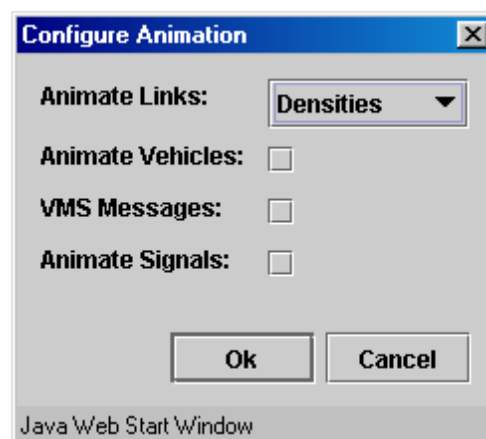 Configure Animation
Animate Links: Densities
Animate Vehicles:
VMS Messages:
Animate Signals:
Ok Cancel
Java Web Start Window